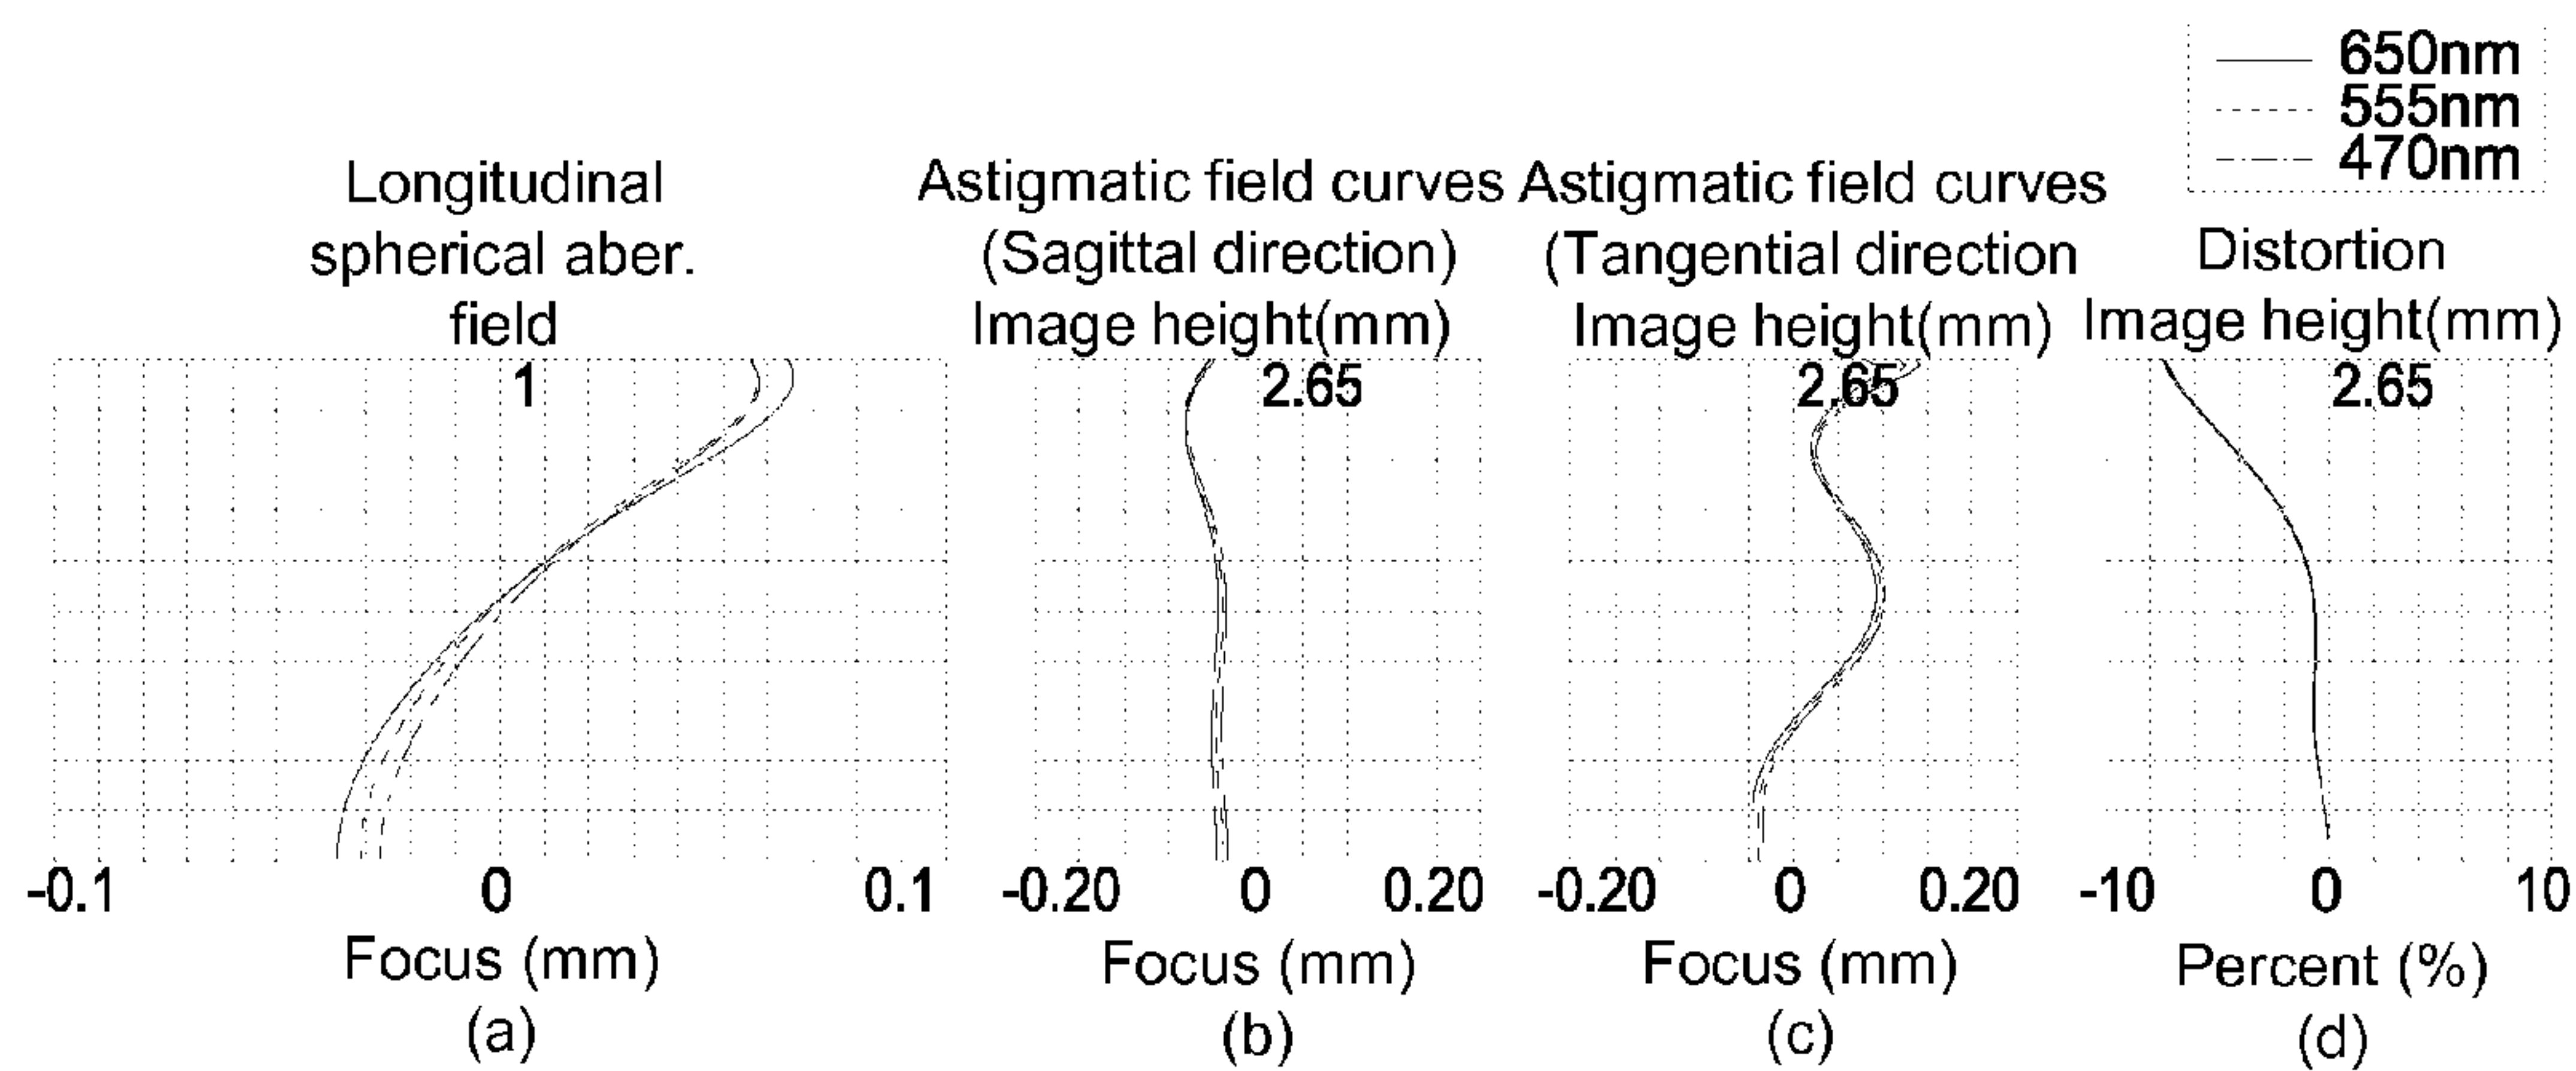 650nm
555nm
470nm
Longitudinal
spherical aber.
field
1
-0.1 0 0.1
Focus (mm)
(a)
Astigmatic field curves
(Sagittal direction)
Image height(mm)
2.65
-0.20 0 0.20
Focus (mm)
(b)
Astigmatic field curves
(Tangential direction
Image height(mm)
2.65
-0.20 0 0.20
Focus (mm)
(c)
Distortion
Image height(mm)
2.65
-10 0 10
Percent (%)
(d)